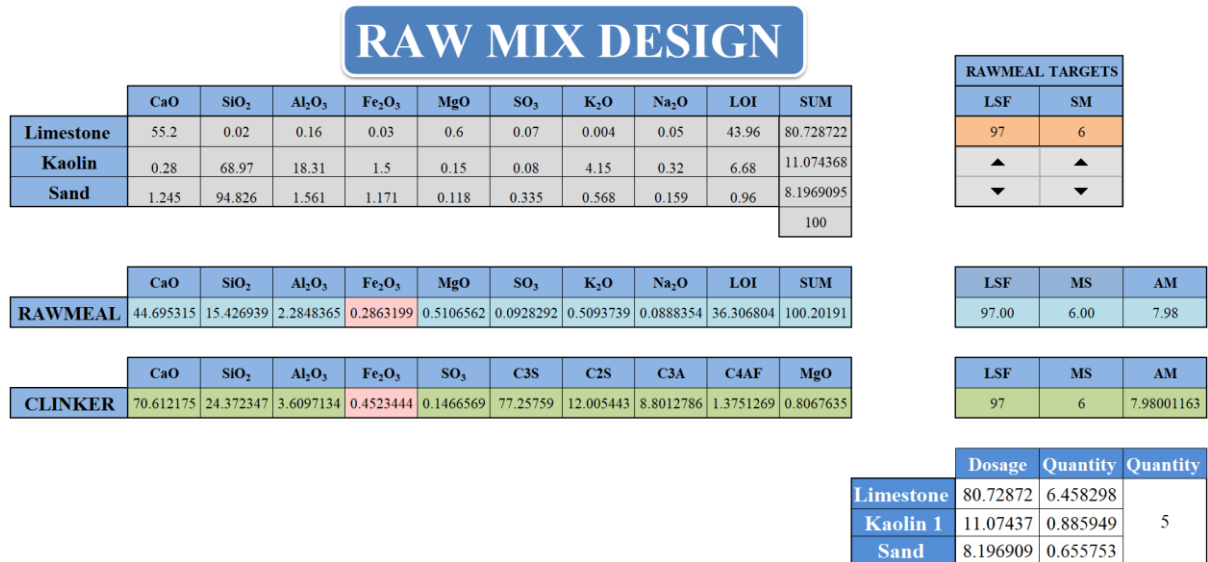 RAW MIX DESIGN
RAWMEAL TARGETS
CaO SiO₂ Al₂O₃ Fe₂O₃ MgO SO₃ K₂O Na₂O LOI SUM LSF SM
Limestone 55.2 0.02 0.16 0.03 0.6 0.07 0.004 0.05 43.96 80.728722 97 6
Kaolin 0.28 68.97 18.31 1.5 0.15 0.08 4.15 0.32 6.68 11.074368
Sand 1.245 94.826 1.561 1.171 0.118 0.335 0.568 0.159 0.96 8.1969095
100
CaO SiO₂ Al₂O₃ Fe₂O₃ MgO SO₃ K₂O Na₂O LOI SUM LSF MS AM
RAWMEAL 44.695315 15.426939 2.2848365 0.2863199 0.5106562 0.0928292 0.5093739 0.0888354 36.306804 100.20191 97.00 6.00 7.98
CaO SiO₂ Al₂O₃ Fe₂O₃ SO₃ C3S C2S C3A C4AF MgO LSF MS AM
CLINKER 70.612175 24.372347 3.6097134 0.4523444 0.1466569 77.25759 12.005443 8.8012786 1.3751269 0.8067635 97 6 7.98001163
Dosage Quantity Quantity
Limestone 80.72872 6.458298
Kaolin 1 11.07437 0.885949 5
Sand 8.196909 0.655753